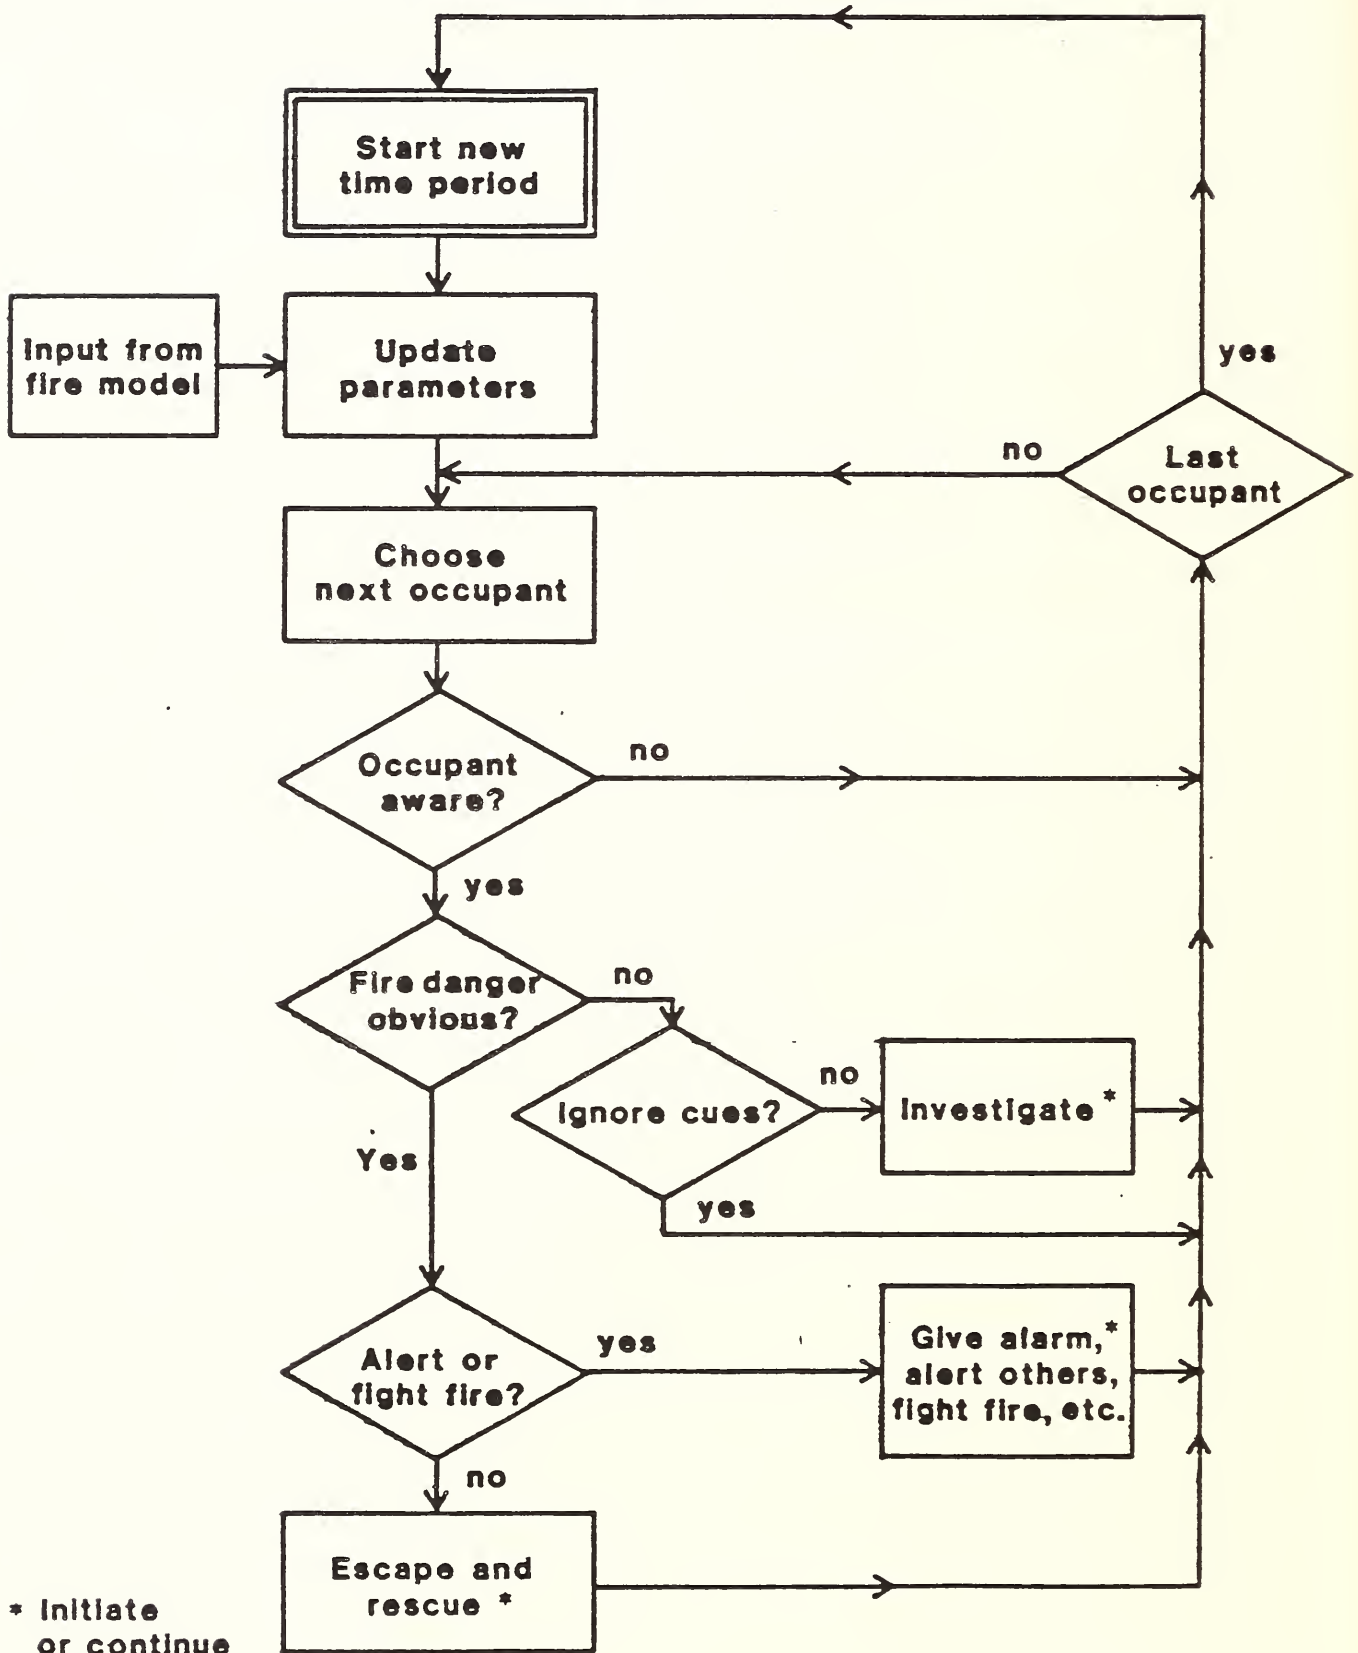 Start new
time period
Input from
fire model
Update
parameters
yes
no
Last
occupant
Choose
next occupant
Occupant
aware?
no
yes
Fire danger
obvious?
no
Ignore cues?
no
Investigate *
Yes
yes
Alert or
fight fire?
yes
Give alarm,*
alert others,
fight fire, etc.
no
Escape and
rescue *
* Initiate
or continue